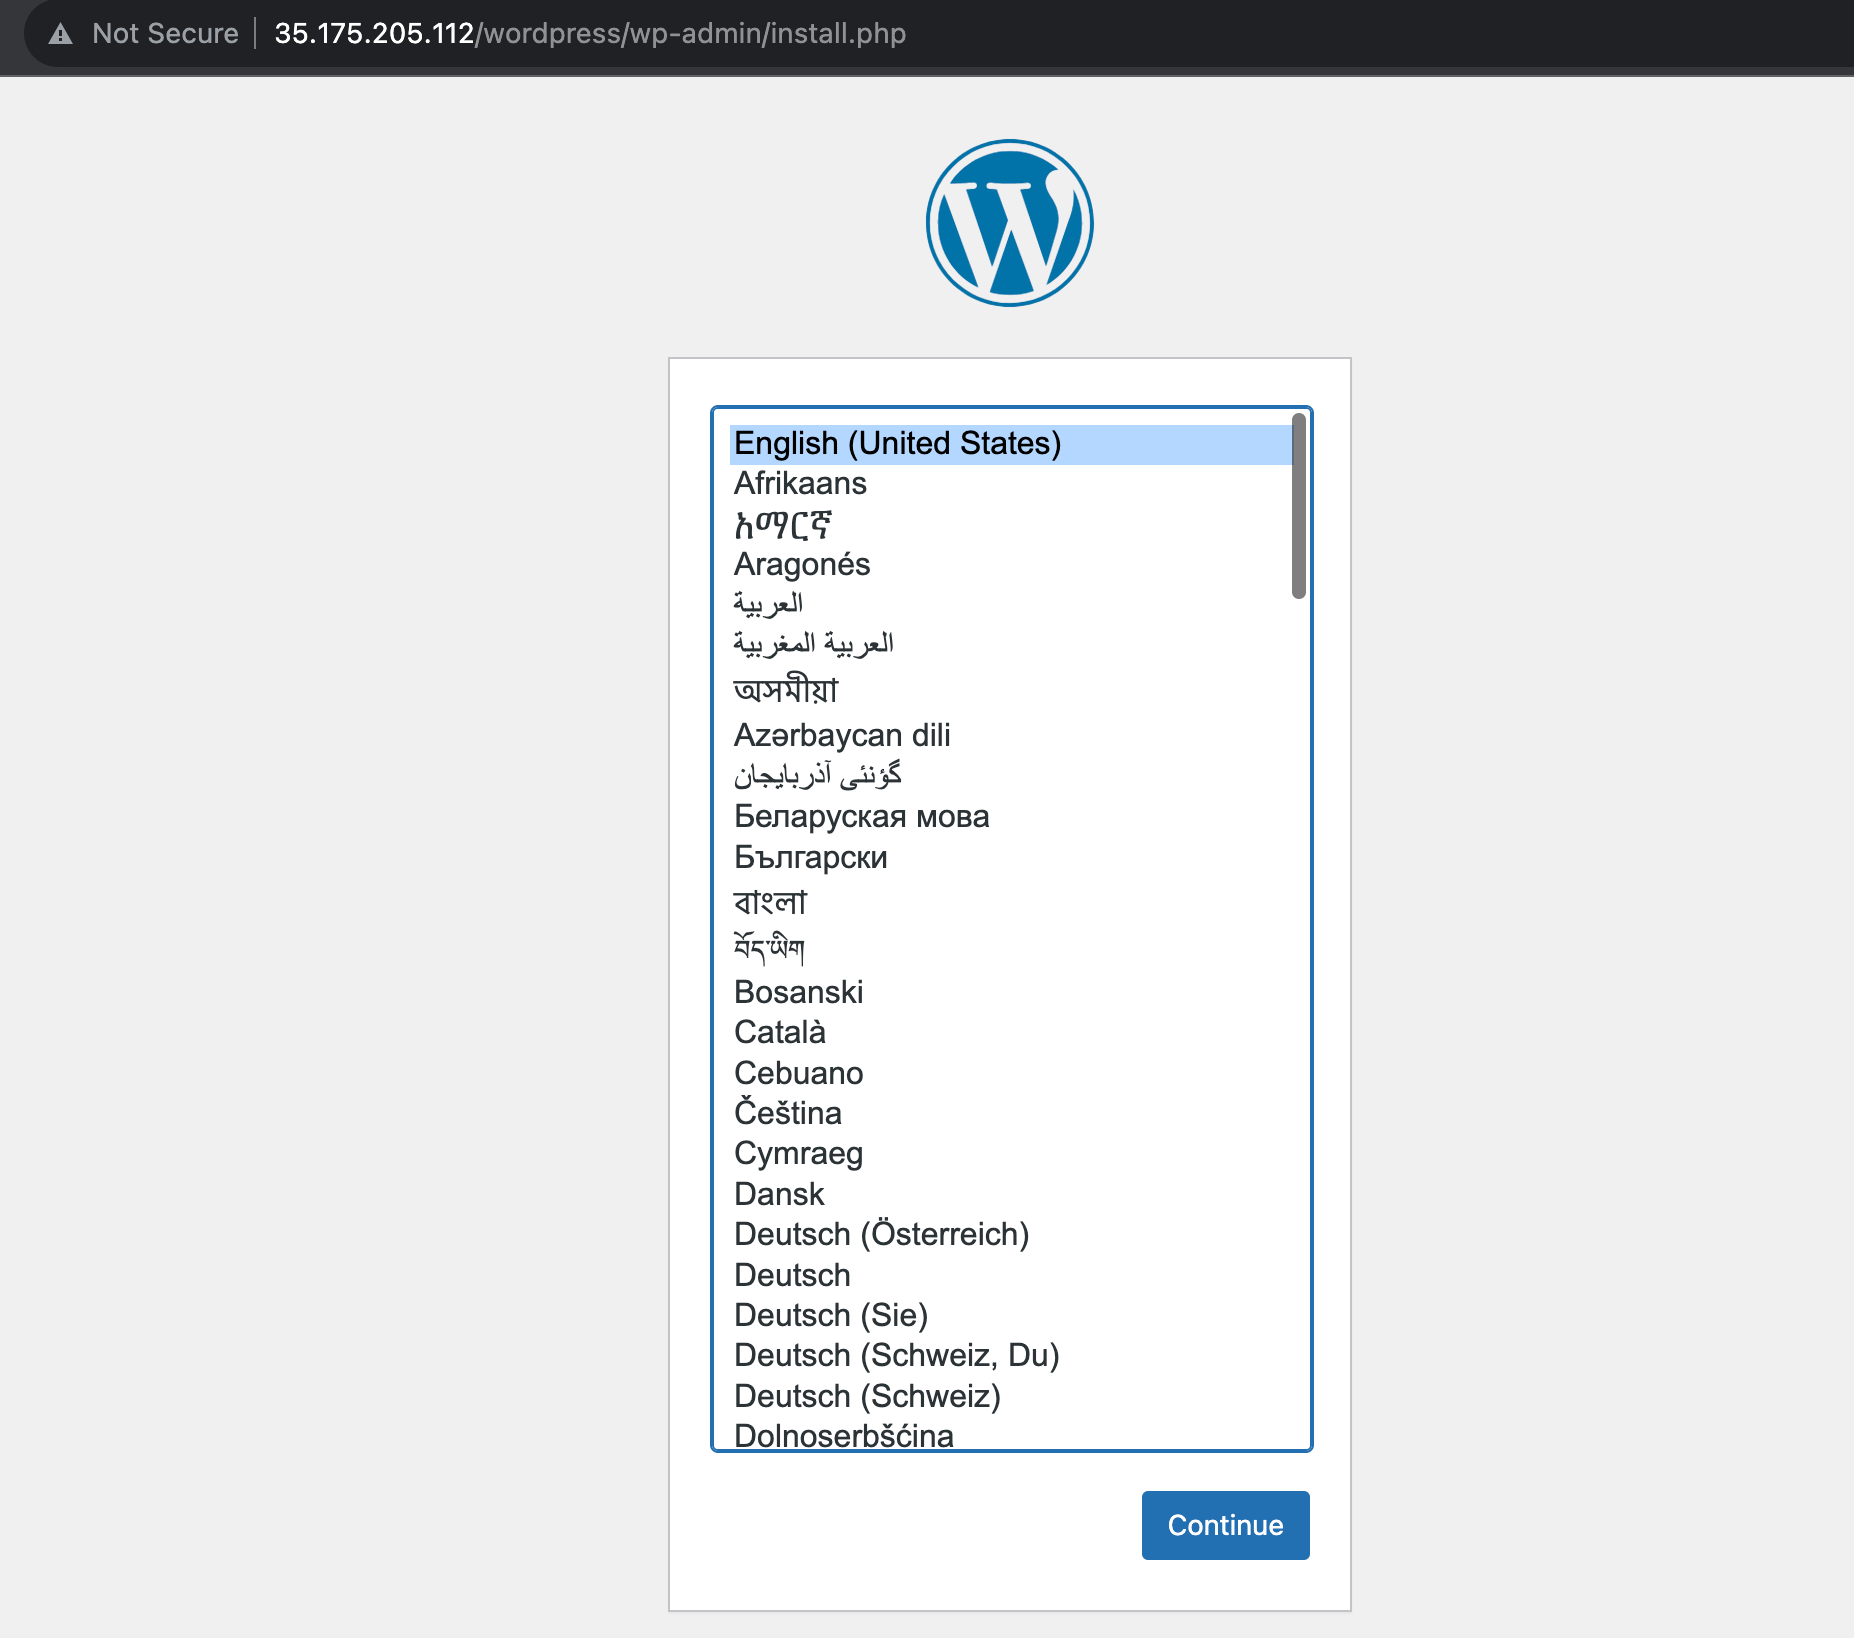 Not Secure 35.175.205.112/wordpress/wp-admin/install.php
English (United States)
Afrikaans
አማርኛ
Aragonés
العربية
العربية المغربية
অসমীয়া
Azərbaycan dili
گؤنئی آذربایجان
Беларуская мова
Български
বাংলা
བོད་ཡིག
Bosanski
Català
Cebuano
Čeština
Cymraeg
Dansk
Deutsch (Österreich)
Deutsch
Deutsch (Sie)
Deutsch (Schweiz, Du)
Deutsch (Schweiz)
Dolnoserbšćina
Continue